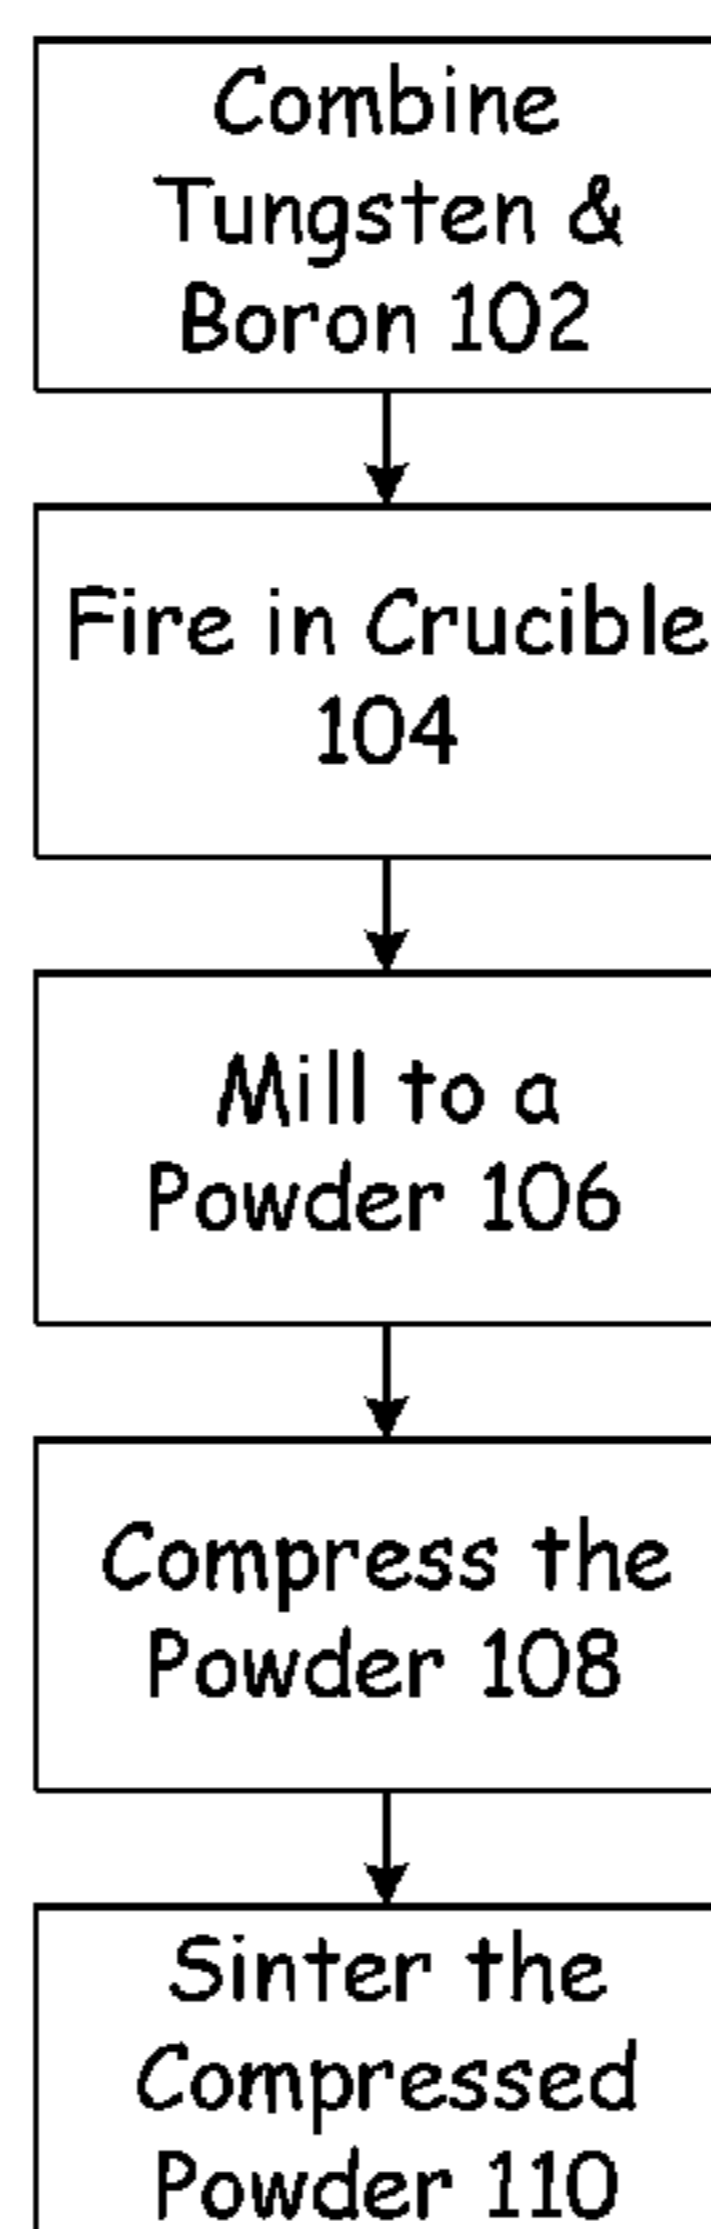 Combine
Tungsten &
Boron 102
Fire in Crucible
104
Mill to a
Powder 106
Compress the
Powder 108
Sinter the
Compressed
Powder 110